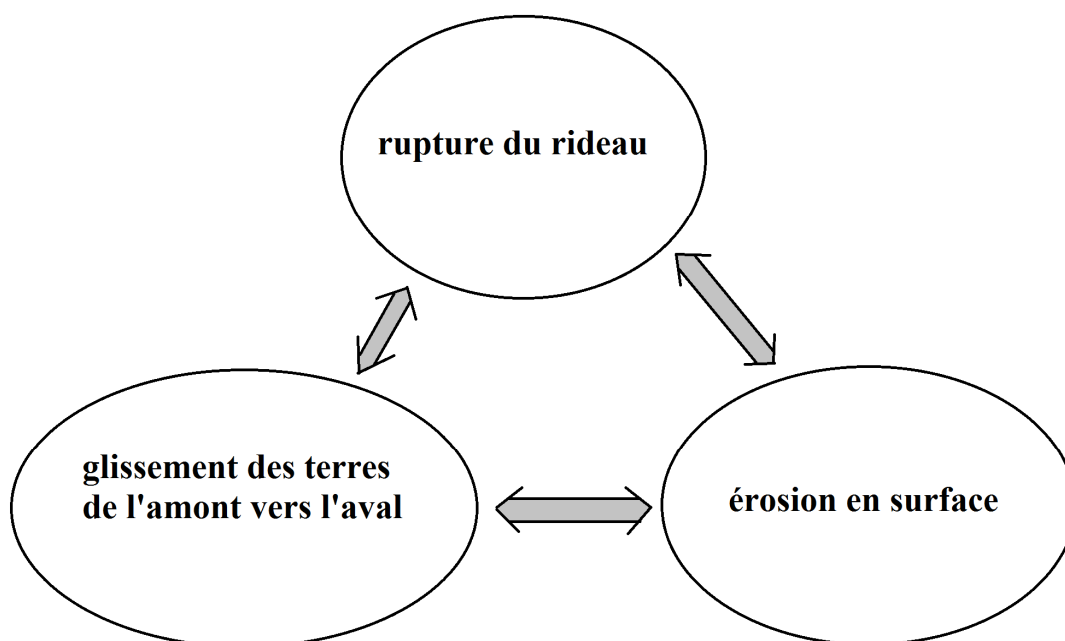 rupture du rideau
glissement des terres
de l'amont vers l'aval
érosion en surface